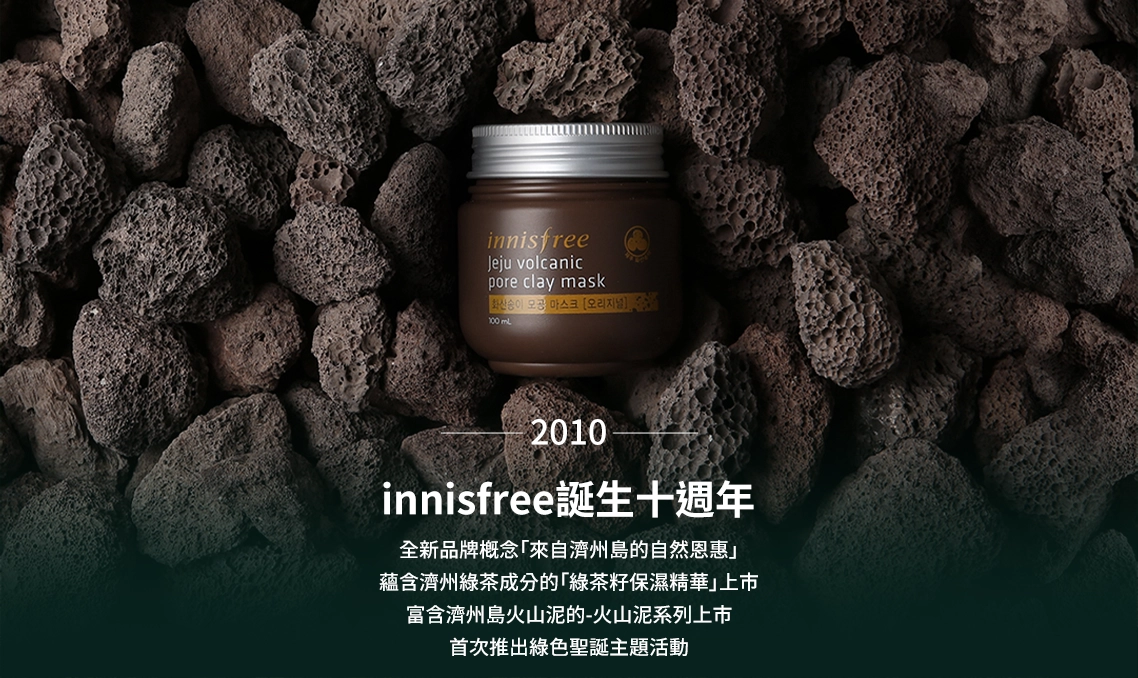 innisfree
Jeju volcanic
pore clay mask
화산송이 모공 마스크 [오리지널]
100 mL
2010
innisfree誕生十週年
全新品牌概念「來自濟州島的自然恩惠」
蘊含濟州綠茶成分的「綠茶籽保濕精華」上市
富含濟州島火山泥的-火山泥系列上市
首次推出綠色聖誕主題活動